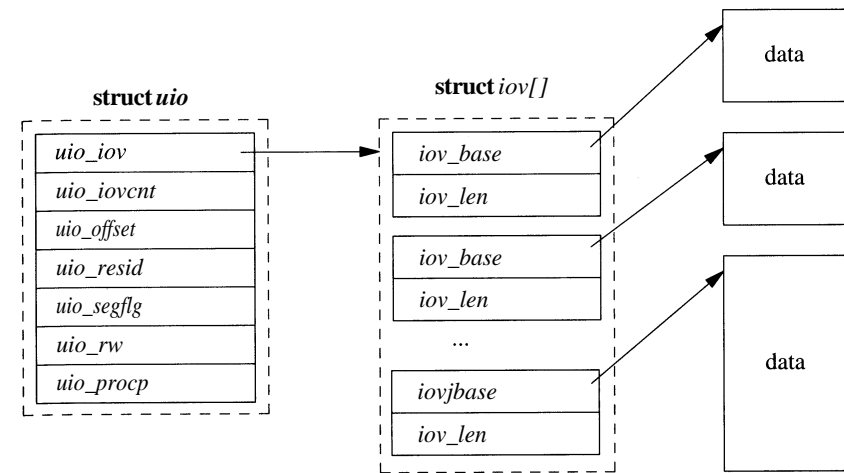 struct uio
uio_iov
uio_iovcnt
uio_offset
uio_resid
uio_segflg
uio_rw
uio_procp
struct iov[]
iov_base
iov_len
iov_base
iov_len
...
iovjbase
iov_len
data
data
data